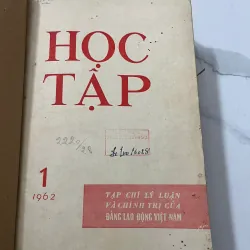 HỌC
TẬP
1
1962
TẠP CHÍ LÝ LUẬN
VÀ CHÍNH TRỊ CỦA
ĐẢNG LAO ĐỘNG VIỆT NAM